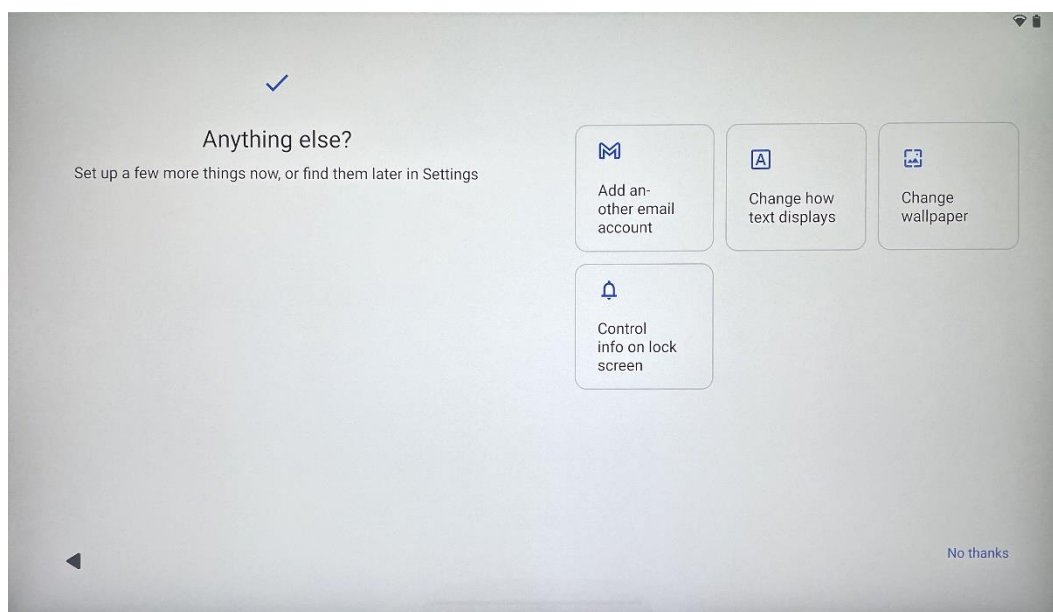 Anything else?
Set up a few more things now, or find them later in Settings
Add an-
other email
account
Change how
text displays
Change
wallpaper
Control
info on lock
screen
No thanks